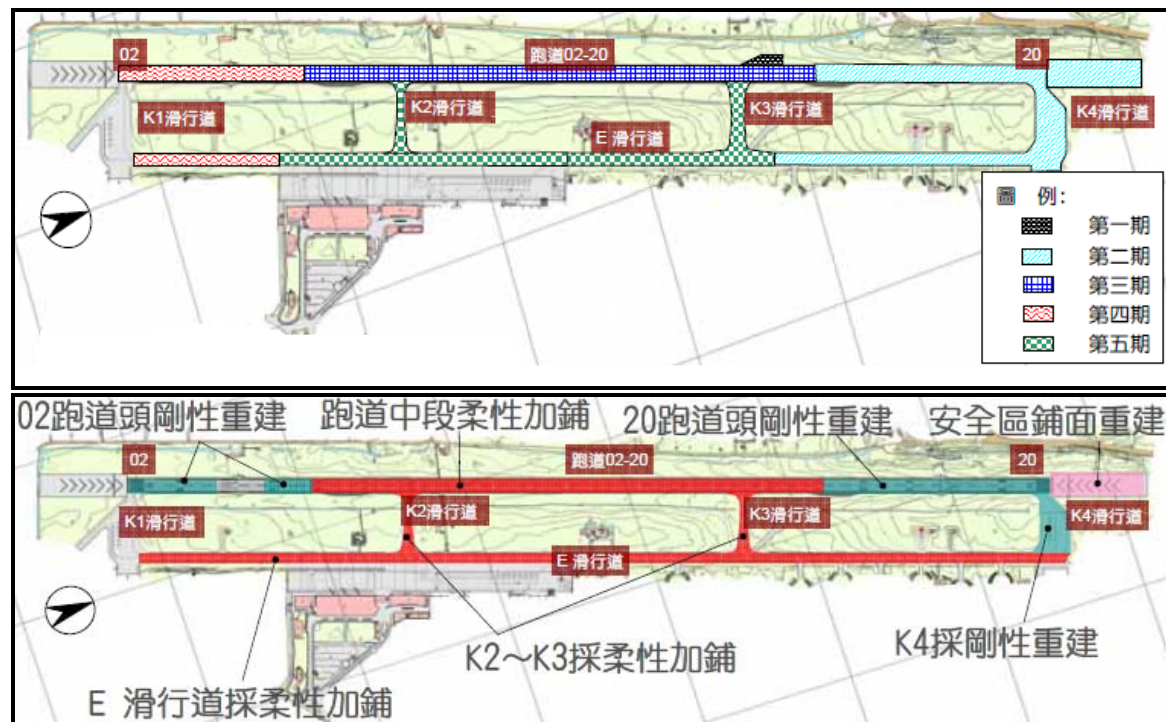 02
跑道02-20
20
K1滑行道
K2滑行道
K3滑行道
K4滑行道
E 滑行道
圖 例:
第一期
第二期
第三期
第四期
第五期
02跑道頭剛性重建
跑道中段柔性加鋪
20跑道頭剛性重建
安全區鋪面重建
02
跑道02-20
20
K1滑行道
K2滑行道
K3滑行道
K4滑行道
E 滑行道
K2～K3採柔性加鋪
K4採剛性重建
E 滑行道採柔性加鋪